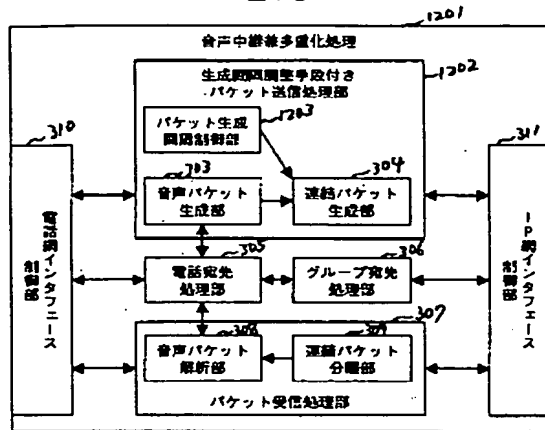 1201
音声中継兼多重化処理
1202
生成間隔調整手段付き
パケット送信処理部
1203
パケット生成
間隔制御部
310
311
303
304
音声パケット
生成部
連結パケット
生成部
電話網インタフェース
制御部
IP網インタフェース
制御部
305
306
電話宛先
処理部
グループ宛先
処理部
307
308
309
音声パケット
解析部
連結パケット
分離部
パケット受信処理部